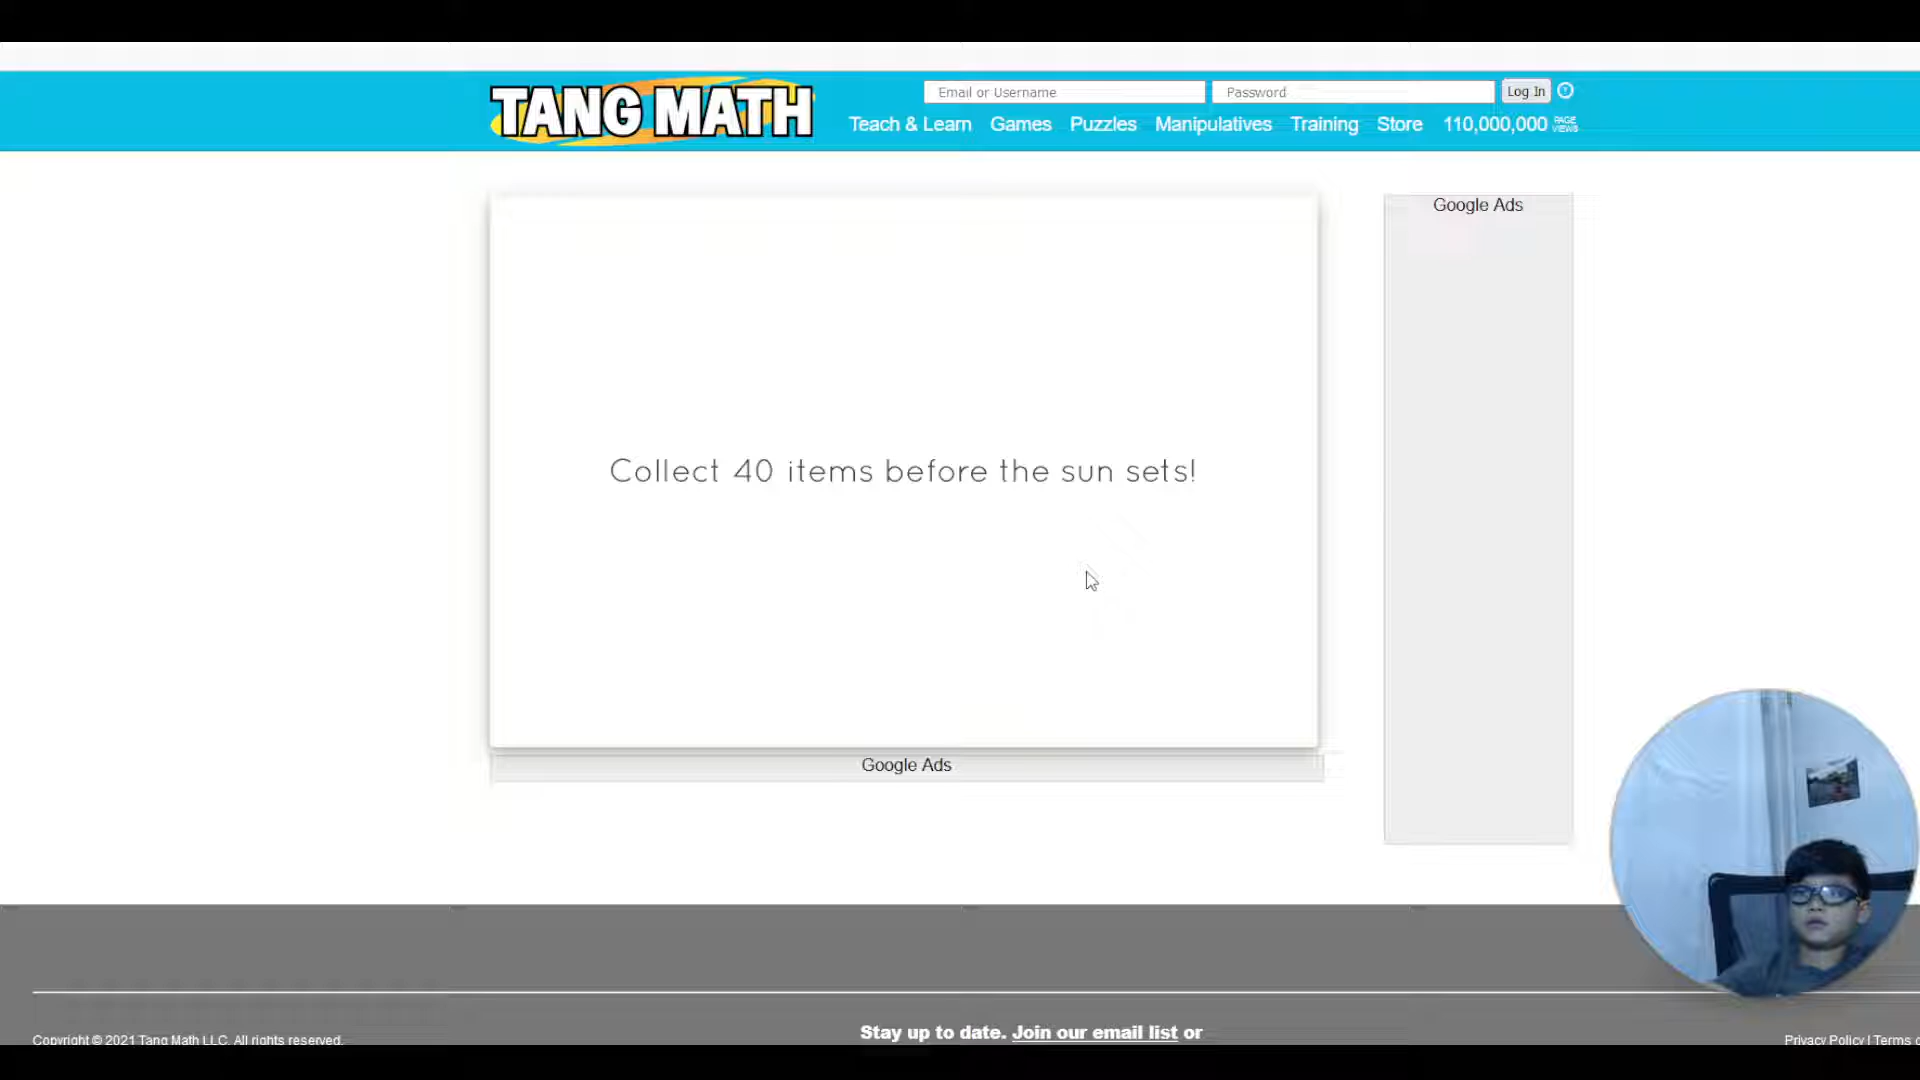 TANG MATH
Email or Username
Password
Log In
Teach & Learn
Games
Puzzles
Manipulatives
Training
Store
110,000,000
PAGE
VIEWS
Google Ads
Collect 40 items before the sun sets!
Google Ads
Stay up to date. Join our email list or
Copyright © 2021 Tang Math LLC. All rights reserved.
Privacy Policy | Terms